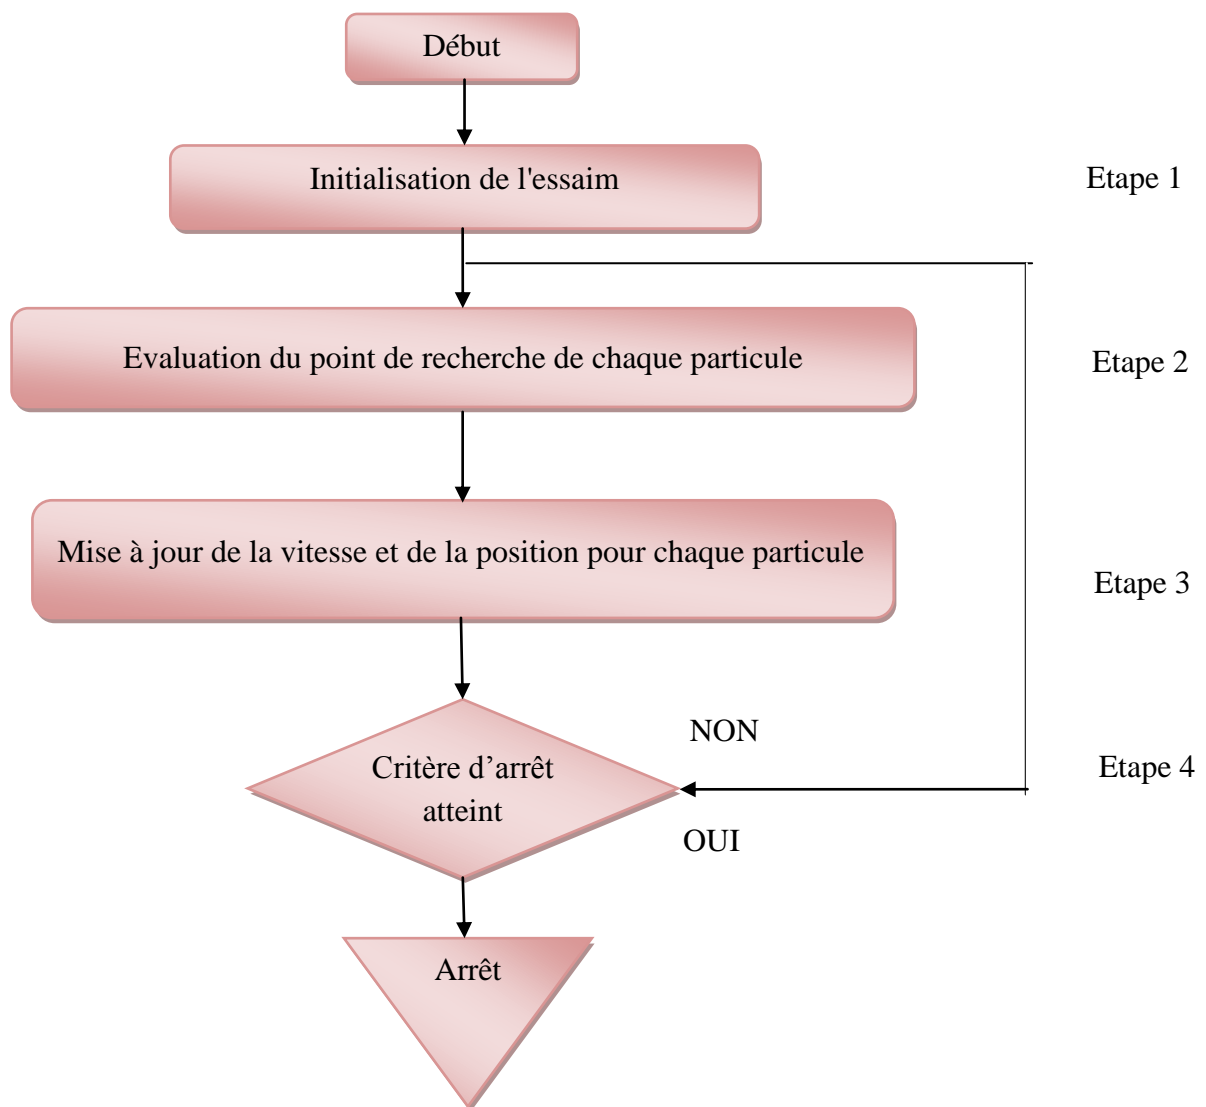 Début
Initialisation de l'essaim
Etape 1
Evaluation du point de recherche de chaque particule
Etape 2
Mise à jour de la vitesse et de la position pour chaque particule
Etape 3
NON
Critère d’arrêt
atteint
Etape 4
OUI
Arrêt